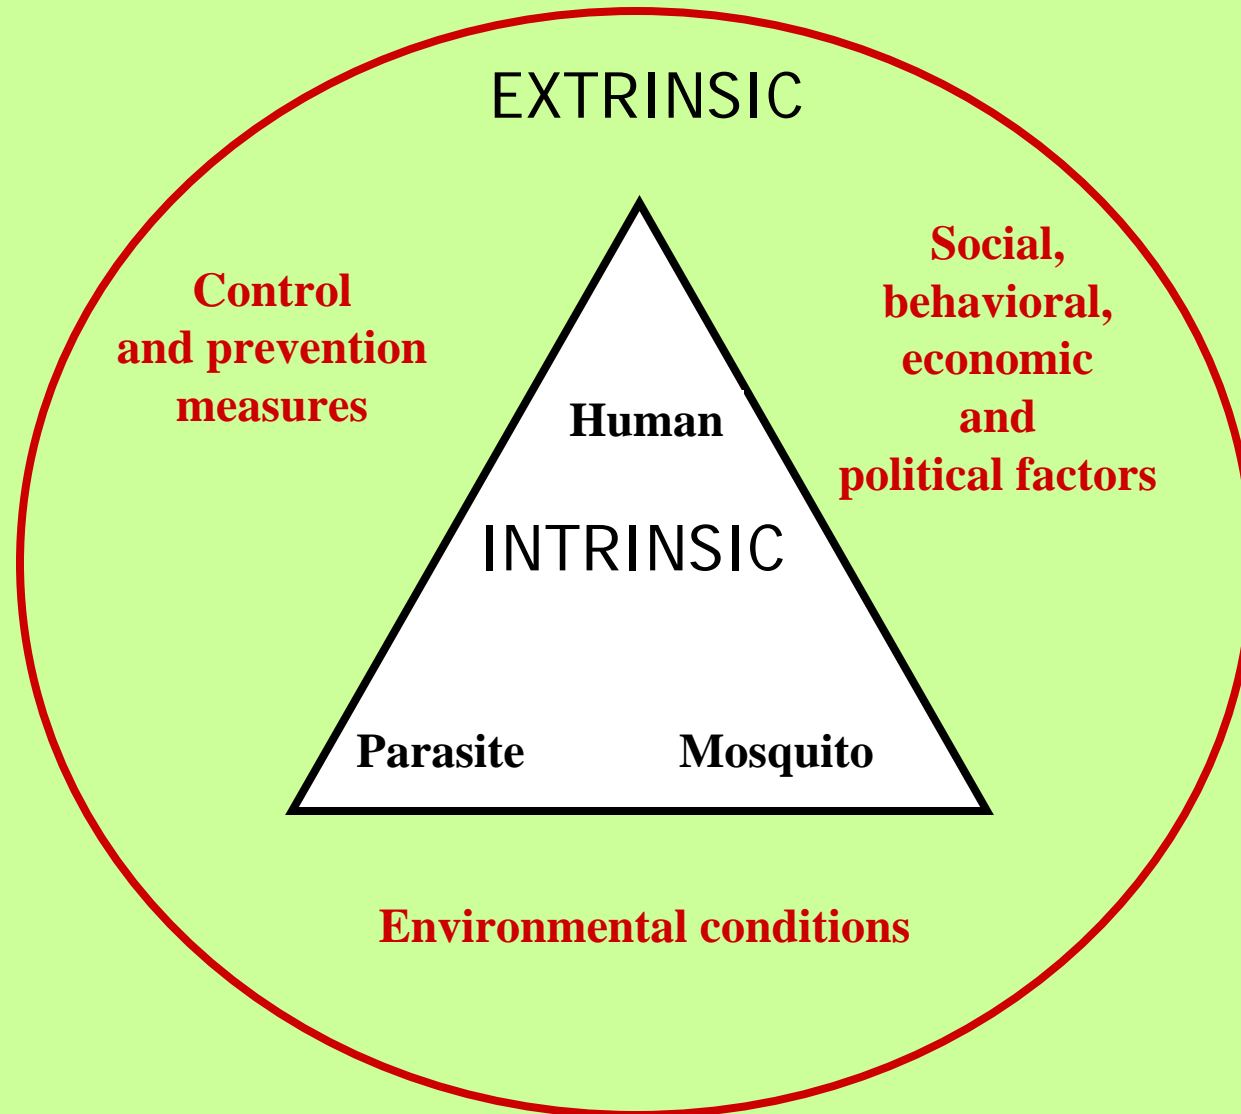 EXTRINSIC
Control
and prevention
measures
Social,
behavioral,
economic
and
political factors
Human
INTRINSIC
Parasite
Mosquito
Environmental conditions